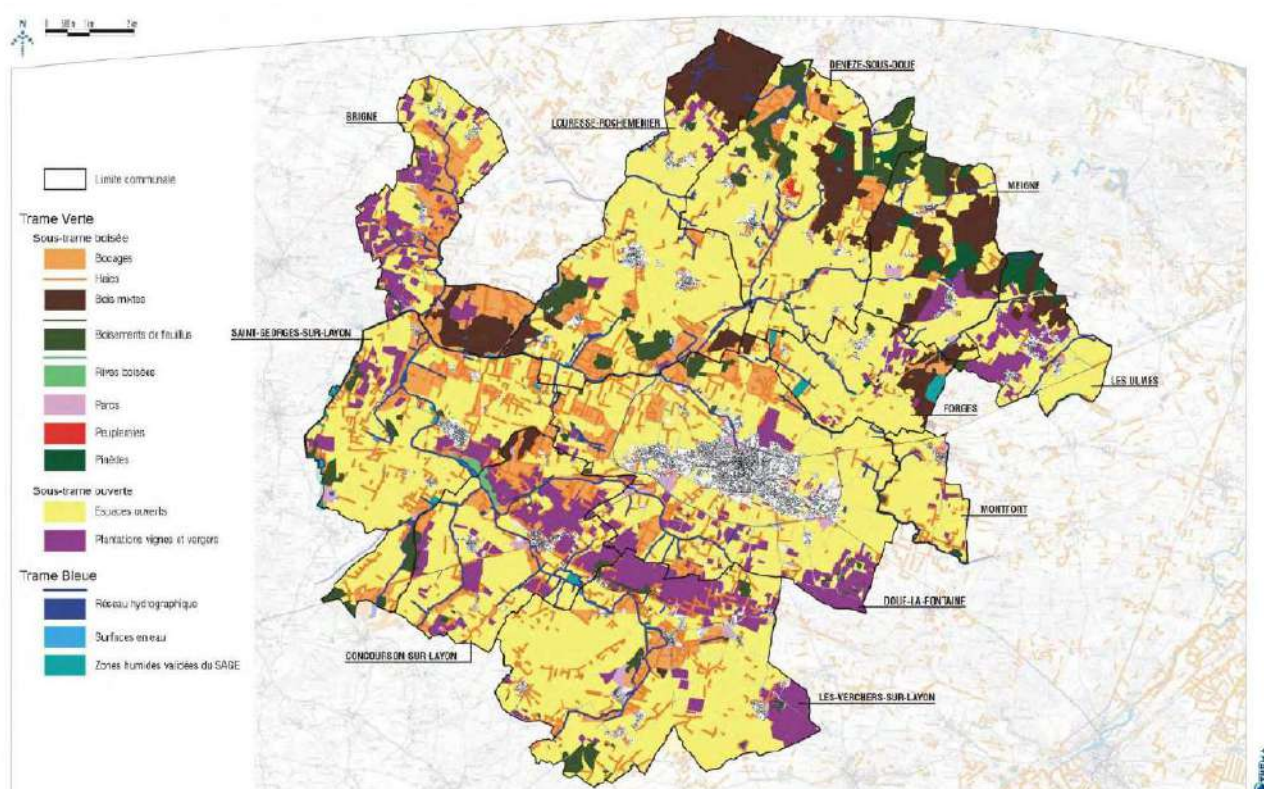 N
0
1 km
BRIGNE
LOURESSE-ROCHEMENIER
DENEZE-SOUS-DOUE
MEIGNE
SAINT-GEORGES-SUR-LAYON
LES ULMES
FORGES
MONTFORT
DOUE-LA-FONTAINE
CONCOURSON-SUR-LAYON
LES-VERCHERS-SUR-LAYON
Limite communale
Trame Verte
Sous-trame boisée
Bocages
Haies
Bois mixtes
Boisements de feuillus
Rives boisées
Parcs
Peupleraies
Pinèdes
Sous-trame ouverte
Espaces ouverts
Plantations vignes et vergers
Trame Bleue
Réseau hydrographique
Surfaces en eau
Zones humides validées du SAGE